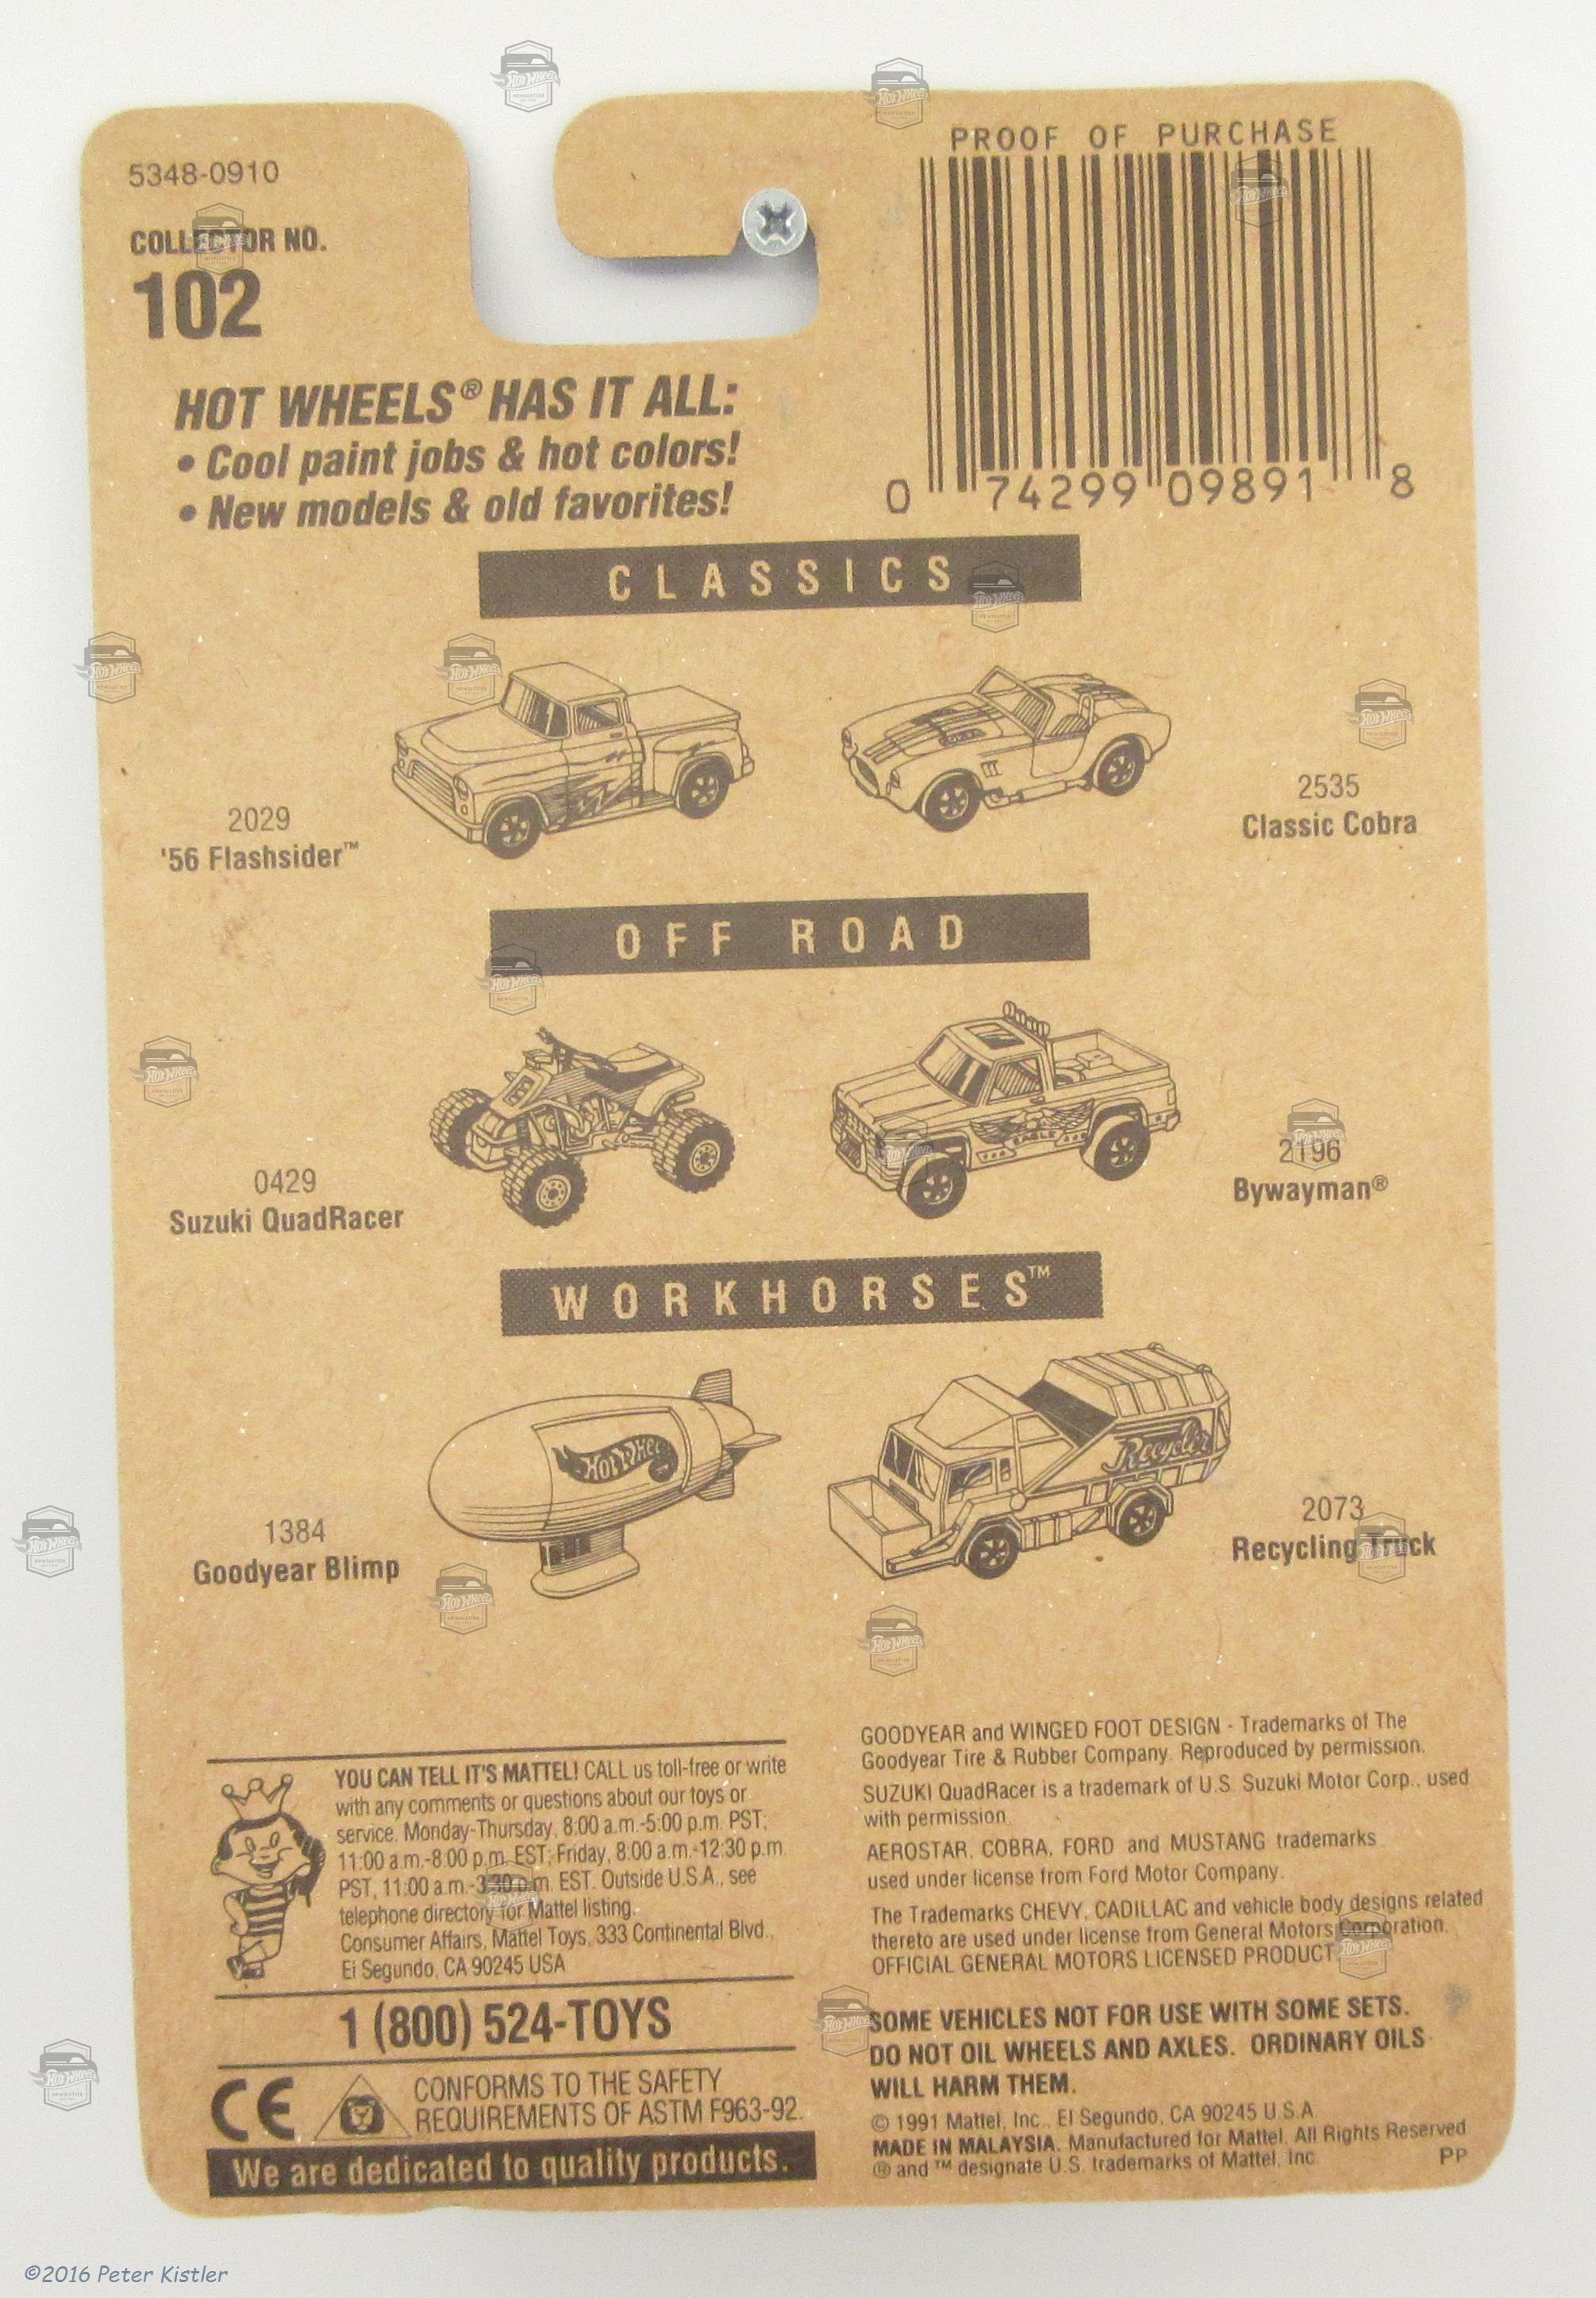 5348-0910
COLLECTOR NO.
102
PROOF OF PURCHASE
0 74299 09891 8
HOT WHEELS® HAS IT ALL:
• Cool paint jobs & hot colors!
• New models & old favorites!
CLASSICS
2029
'56 Flashsider™
COBRA
2535
Classic Cobra
OFF ROAD
0429
Suzuki QuadRacer
EAGLE
2196
Bywayman®
WORKHORSES™
HOT WHEELS
1384
Goodyear Blimp
Recycler
2073
Recycling Truck
YOU CAN TELL IT'S MATTEL! CALL us toll-free or write
with any comments or questions about our toys or
service. Monday-Thursday, 8:00 a.m.-5:00 p.m. PST;
11:00 a.m.-8:00 p.m. EST; Friday, 8:00 a.m.-12:30 p.m.
PST, 11:00 a.m.-3:30 p.m. EST. Outside U.S.A., see
telephone directory for Mattel listing.
Consumer Affairs, Mattel Toys, 333 Continental Blvd.,
El Segundo, CA 90245 USA
1 (800) 524-TOYS
CE
CONFORMS TO THE SAFETY
REQUIREMENTS OF ASTM F963-92.
We are dedicated to quality products.
GOODYEAR and WINGED FOOT DESIGN - Trademarks of The
Goodyear Tire & Rubber Company. Reproduced by permission.
SUZUKI QuadRacer is a trademark of U.S. Suzuki Motor Corp., used
with permission.
AEROSTAR, COBRA, FORD and MUSTANG trademarks
used under license from Ford Motor Company.
The Trademarks CHEVY, CADILLAC and vehicle body designs related
thereto are used under license from General Motors Corporation.
OFFICIAL GENERAL MOTORS LICENSED PRODUCT
SOME VEHICLES NOT FOR USE WITH SOME SETS.
DO NOT OIL WHEELS AND AXLES. ORDINARY OILS
WILL HARM THEM.
© 1991 Mattel, Inc., El Segundo, CA 90245 U.S.A.
MADE IN MALAYSIA. Manufactured for Mattel. All Rights Reserved
® and ™ designate U.S. trademarks of Mattel, Inc.
PP
©2016 Peter Kistler